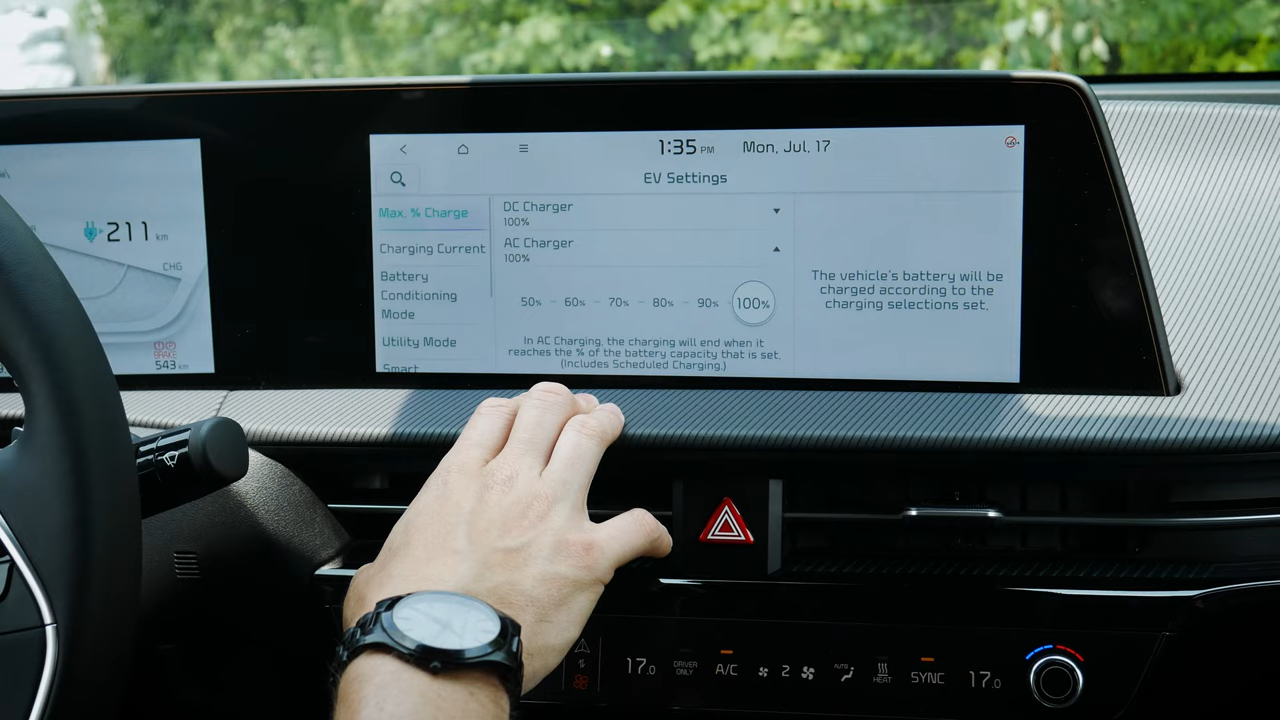 211 km
CHG
BRAKE
543 km
1:35 PM Mon, Jul, 17
EV Settings
Max. % Charge
Charging Current
Battery
Conditioning
Mode
Utility Mode
Smart
DC Charger
100%
AC Charger
100%
50% 60% 70% 80% 90% 100%
In AC Charging, the charging will end when it
reaches the % of the battery capacity that is set.
(Includes Scheduled Charging.)
The vehicle's battery will be
charged according to the
charging selections set.
17.0 DRIVER ONLY A/C 2 AUTO HEAT SYNC 17.0